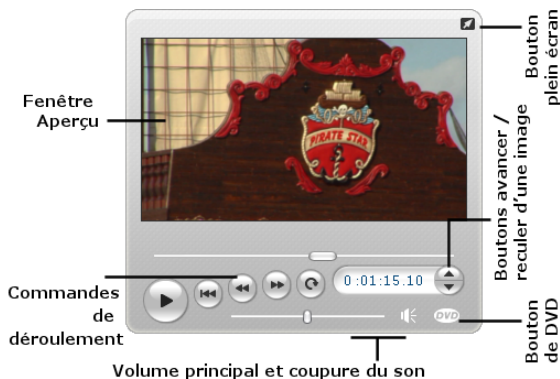 Bouton
plein écran
Fenêtre
Aperçu
PIRATE STAR
Boutons avancer /
reculer d'une image
0:01:15.10
Commandes
de
déroulement
DVD
Bouton
de DVD
Volume principal et coupure du son